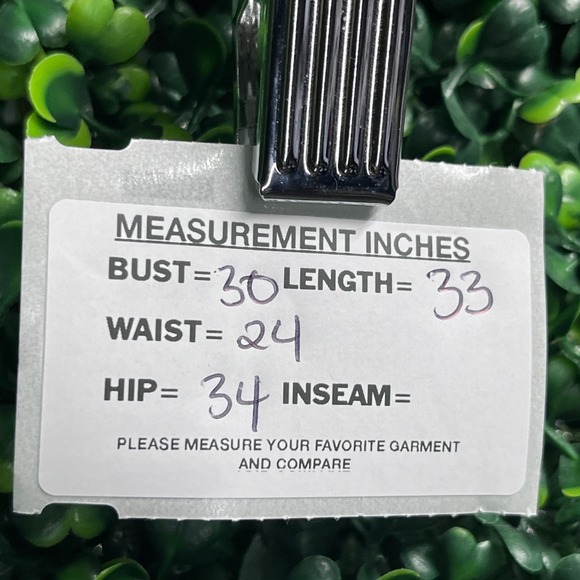 MEASUREMENT INCHES
BUST= 30 LENGTH= 33
WAIST= 24
HIP= 34 INSEAM=
PLEASE MEASURE YOUR FAVORITE GARMENT
AND COMPARE